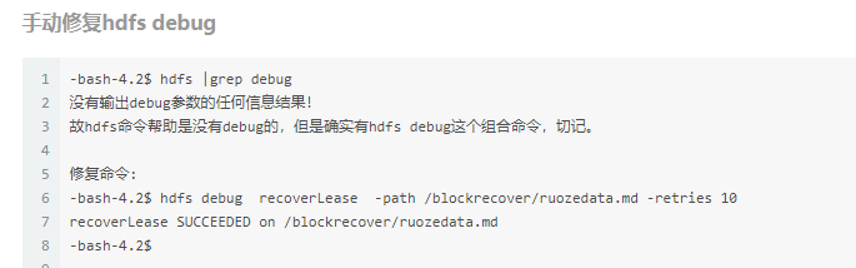 手动修复hdfs debug
1 -bash-4.2$ hdfs |grep debug
2 没有输出debug参数的任何信息结果!
3 故hdfs命令帮助是没有debug的，但是确实有hdfs debug这个组合命令，切记。
4
5 修复命令:
6 -bash-4.2$ hdfs debug  recoverLease  -path /blockrecover/ruozedata.md -retries 10
7 recoverLease SUCCEEDED on /blockrecover/ruozedata.md
8 -bash-4.2$